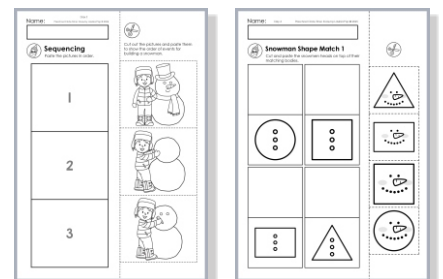 Name:
Sequencing
Paste the pictures in order.
Cut out the pictures and paste them
to show the order of events for
building a snowman.
1
2
3
Name:
Snowman Shape Match 1
Cut and paste the snowman heads on top of their
matching bodies.